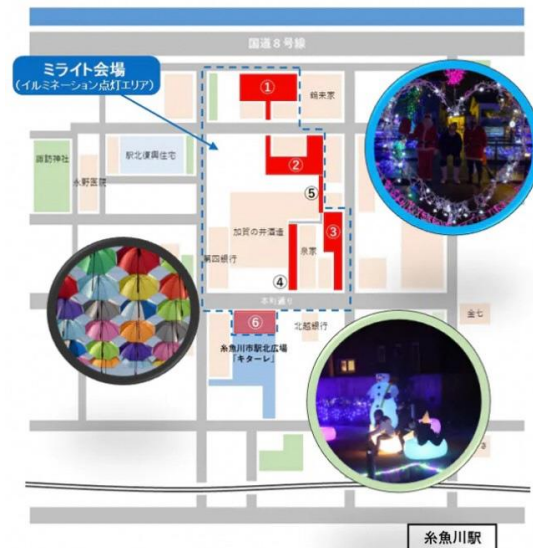 国道8号線
ミライト会場
(イルミネーション点灯エリア)
①
鶴来家
諏訪神社
永野医院
駅北復興住宅
②
⑤
加賀の井酒造
③
泉家
第四銀行
④
本町通り
⑥
北越銀行
金七
糸魚川市駅北広場
「キターレ」
糸魚川駅